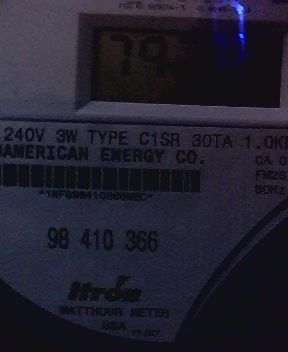 79
240V 3W TYPE C1SR 30TA 1.0K
AMERICAN ENERGY CO.
CA 0
FM2S
60Hz
98 410 366
Itron
WATTHOUR METER
USA